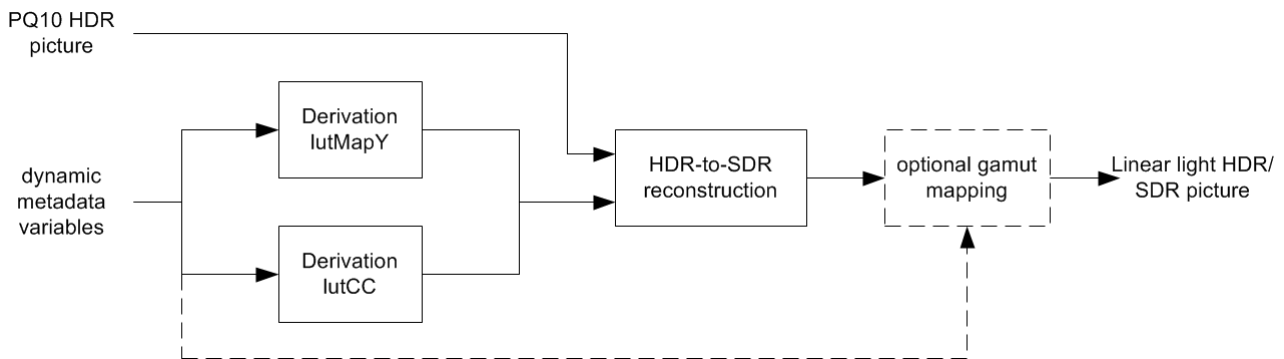 PQ10 HDR
picture
Derivation
lutMapY
dynamic
metadata
variables
Derivation
lutCC
HDR-to-SDR
reconstruction
optional gamut
mapping
Linear light HDR/
SDR picture